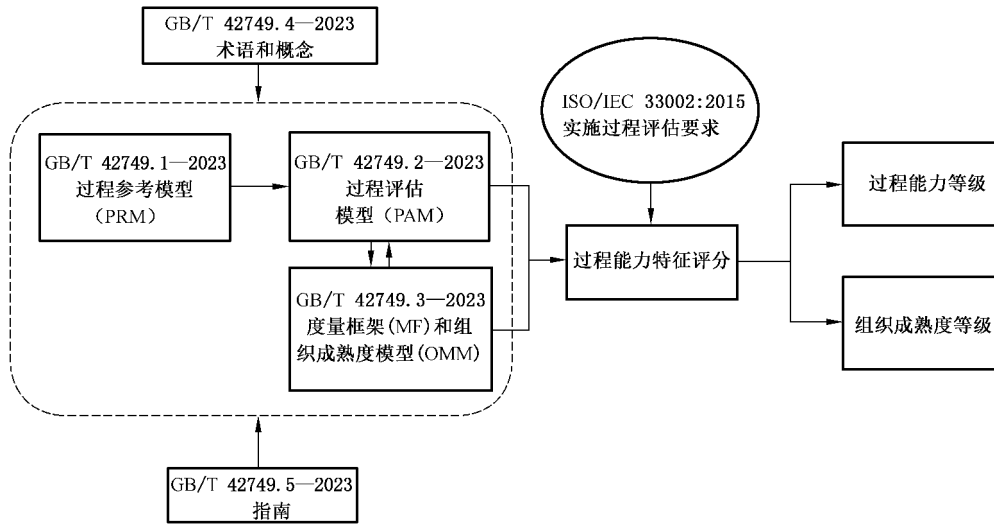 GB/T 42749.4—2023
术语和概念
ISO/IEC 33002:2015
实施过程评估要求
GB/T 42749.1—2023
过程参考模型
（PRM）
GB/T 42749.2—2023
过程评估
模型（PAM）
过程能力等级
过程能力特征评分
GB/T 42749.3—2023
度量框架(MF)和组
织成熟度模型(OMM)
组织成熟度等级
GB/T 42749.5—2023
指南